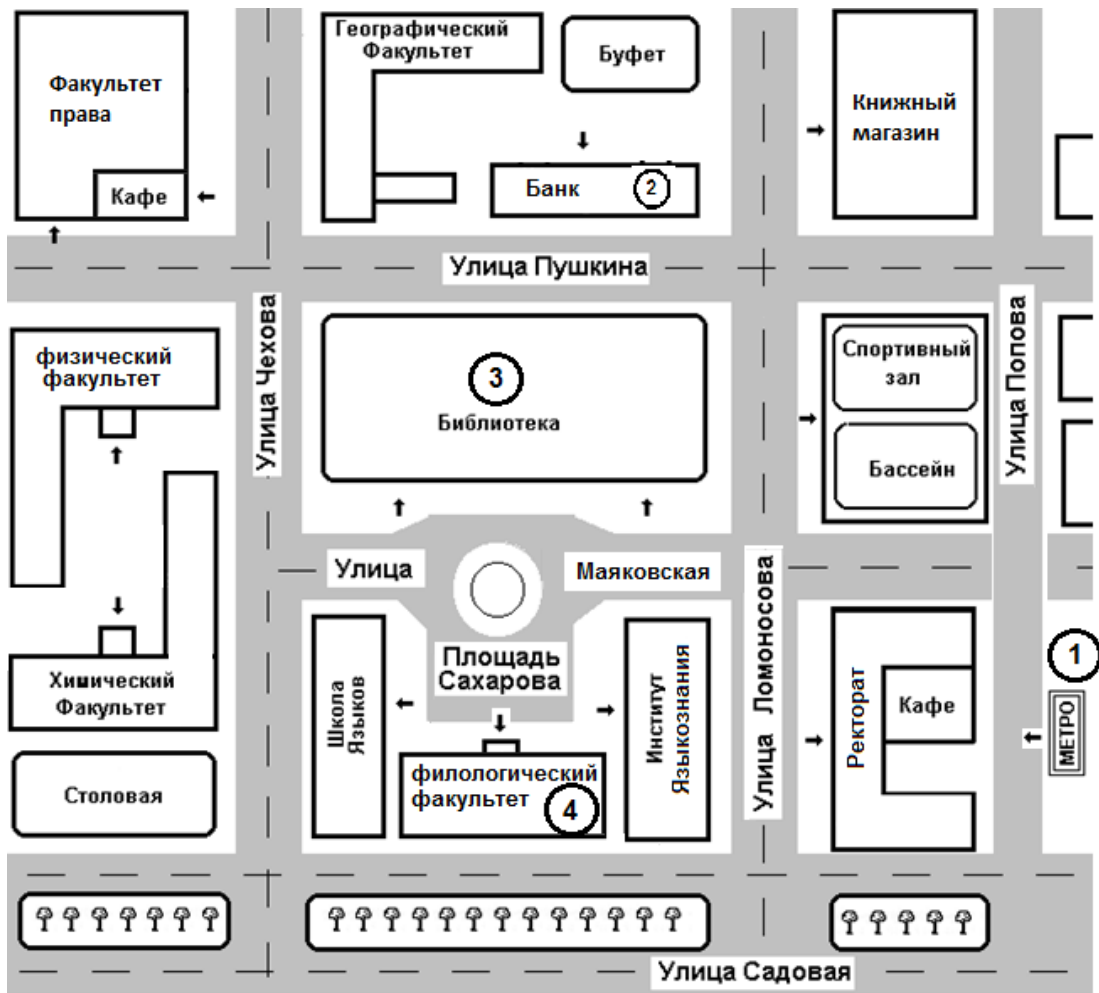 Географический
Факультет
Буфет
Факультет
права
Книжный
магазин
Кафе
Банк
2
Улица Пушкина
физический
факультет
Улица Чехова
3
Библиотека
Спортивный
зал
Бассейн
Улица Попова
Улица
Маяковская
Площадь
Сахарова
Химический
Факультет
Школа
Языков
Институт
Языкознания
Улица Ломоносова
Ректорат
Кафе
1
МЕТРО
филологический
факультет
4
Столовая
Улица Садовая